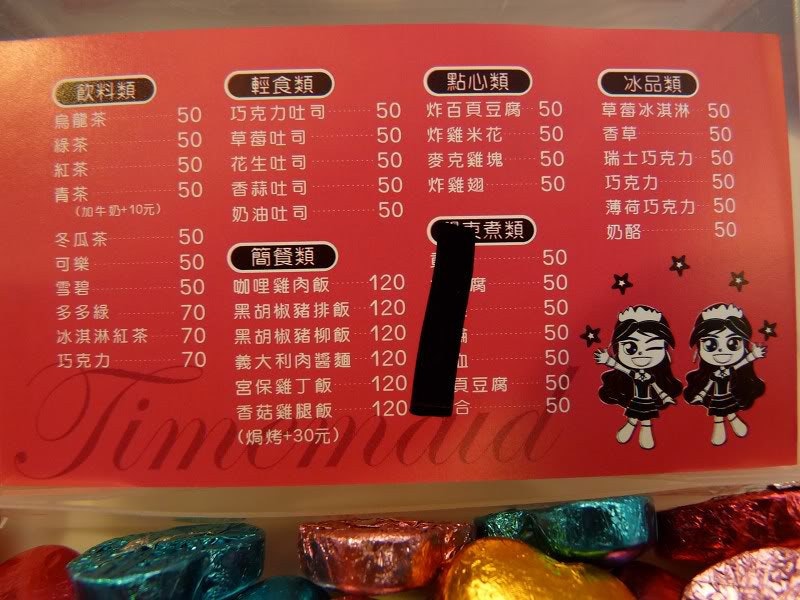 飲料類
烏龍茶 50
綠茶 50
紅茶 50
青茶 50
(加牛奶+10元)
冬瓜茶 50
可樂 50
雪碧 50
多多綠 70
冰淇淋紅茶 70
巧克力 70
輕食類
巧克力吐司 50
草莓吐司 50
花生吐司 50
香蒜吐司 50
奶油吐司 50
簡餐類
咖哩雞肉飯 120
黑胡椒豬排飯 120
黑胡椒豬柳飯 120
義大利肉醬麵 120
宮保雞丁飯 120
香菇雞腿飯 120
(焗烤+30元)
點心類
炸百頁豆腐 50
炸雞米花 50
麥克雞塊 50
炸雞翅 50
煮類
50
腐 50
50
50
50
頁豆腐 50
合 50
冰品類
草莓冰淇淋 50
香草 50
瑞士巧克力 50
巧克力 50
薄荷巧克力 50
奶酪 50
Timemaid